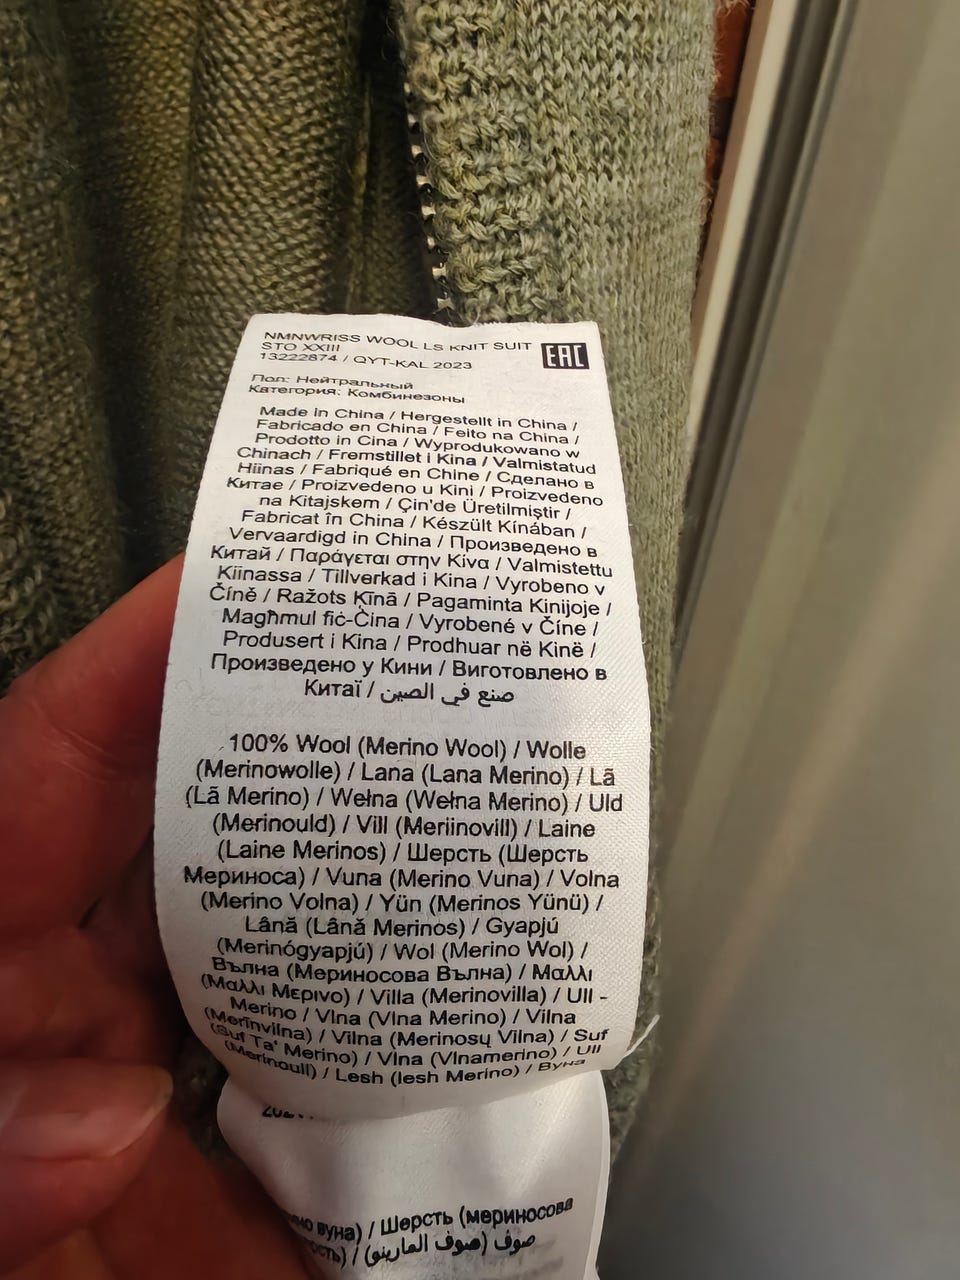 NMNWRISS WOOL LS KNIT SUIT
STO XXIII
EAC
13222874 / QYT-KAL 2023
Пол: Нейтральный
Категория: Комбинезоны
Made in China / Hergestellt in China /
Fabricado en China / Feito na China /
Prodotto in Cina / Wyprodukowano w
Chinach / Fremstillet i Kina / Valmistatud
Hiinas / Fabriqué en Chine / Сделано в
Китае / Proizvedeno u Kini / Proizvedeno
na Kitajskem / Çin'de Üretilmiştir /
Fabricat în China / Készült Kínában /
Vervaardigd in China / Произведено в
Китай / Παράγεται στην Κίνα / Valmistettu
Kiinassa / Tillverkad i Kina / Vyrobeno v
Číně / Ražots Ķīnā / Pagaminta Kinijoje /
Magħmul fiċ-Ċina / Vyrobené v Číne /
Produsert i Kina / Prodhuar në Kinë /
Произведено у Кини / Виготовлено в
Китаї / صنع في الصين
100% Wool (Merino Wool) / Wolle
(Merinowolle) / Lana (Lana Merino) / Lã
(Lã Merino) / Wełna (Wełna Merino) / Uld
(Merinould) / Vill (Meriinovill) / Laine
(Laine Merinos) / Шерсть (Шерсть
Мериноса) / Vuna (Merino Vuna) / Volna
(Merino Volna) / Yün (Merinos Yünü) /
Lână (Lână Merinos) / Gyapjú
(Merinógyapjú) / Wol (Merino Wol) /
Вълна (Мериносова Вълна) / Μαλλι
(Μαλλι Μερινο) / Villa (Merinovilla) / Ull -
Merino / Vlna (Vlna Merino) / Vilna
(Merīnvilna) / Vilna (Merinosų Vilna) / Suf
(Suf Ta' Merino) / Vlna (Vlnamerino) / Ull
(Merinoull) / Lesh (lesh Merino) / Вуна
вуна) / Шерсть (мериносова
/ صوف (صوف المارينو)